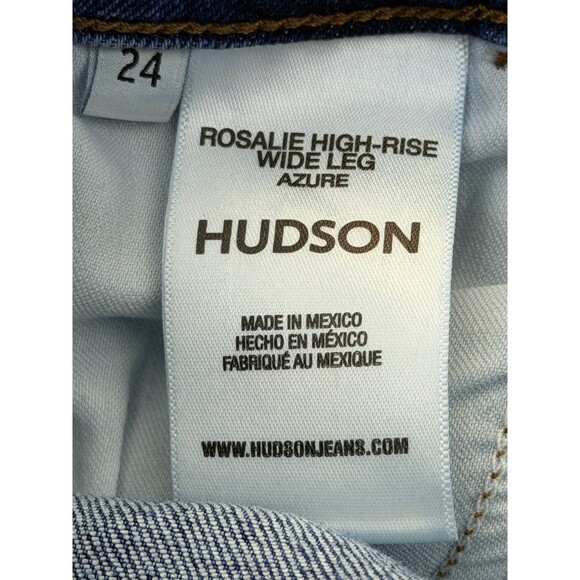 24
ROSALIE HIGH-RISE
WIDE LEG
AZURE
HUDSON
MADE IN MEXICO
HECHO EN MÉXICO
FABRIQUÉ AU MEXIQUE
WWW.HUDSONJEANS.COM